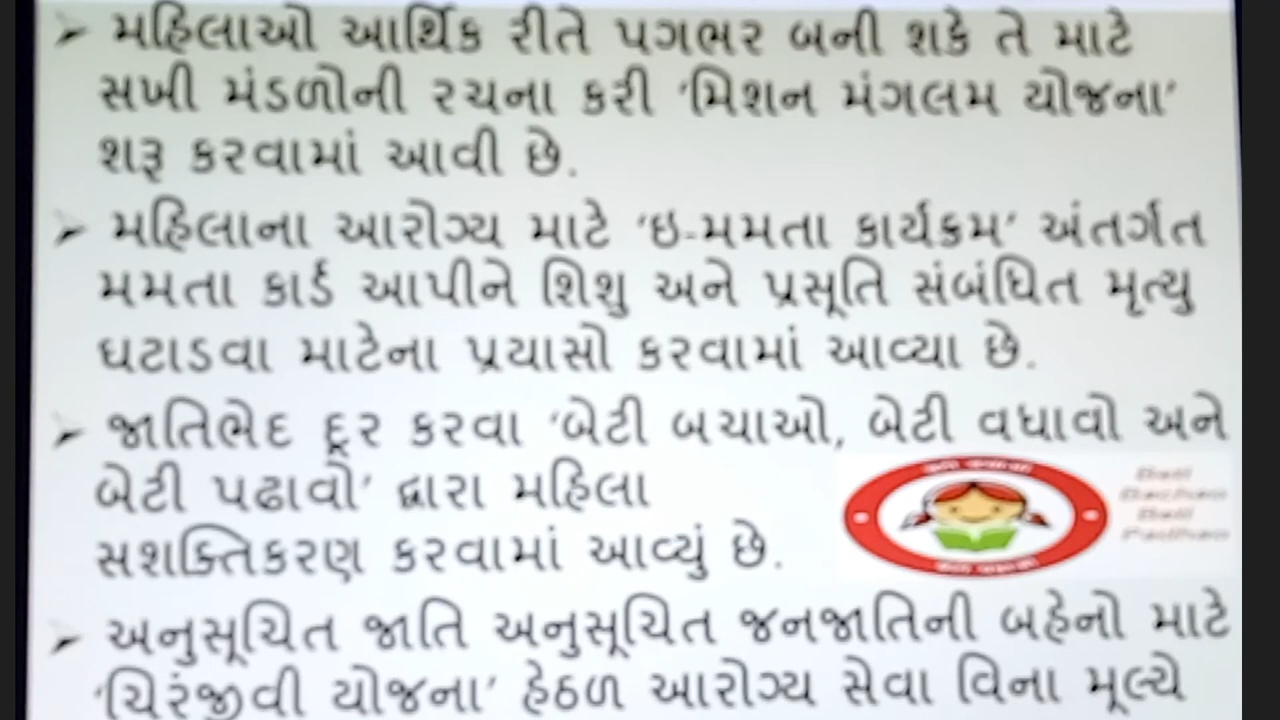 ➢ મહિલાઓ આર્થિક રીતે પગભર બની શકે તે માટે
સખી મંડળોની રચના કરી 'મિશન મંગલમ યોજના'
શરૂ કરવામાં આવી છે.
➢ મહિલાના આરોગ્ય માટે 'ઇ-મમતા કાર્યક્રમ' અંતર્ગત
મમતા કાર્ડ આપીને શિશુ અને પ્રસૂતિ સંબંધિત મૃત્યુ
ઘટાડવા માટેના પ્રયાસો કરવામાં આવ્યા છે.
➢ જાતિભેદ દૂર કરવા 'બેટી બચાઓ, બેટી વધાવો અને
બેટી પઢાવો' દ્વારા મહિલા
સશક્તિકરણ કરવામાં આવ્યું છે.
Beti
Bachao
Beti
Padhao
➢ અનુસૂચિત જાતિ અનુસૂચિત જનજાતિની બહેનો માટે
'ચિરંજીવી યોજના' હેઠળ આરોગ્ય સેવા વિના મૂલ્યે